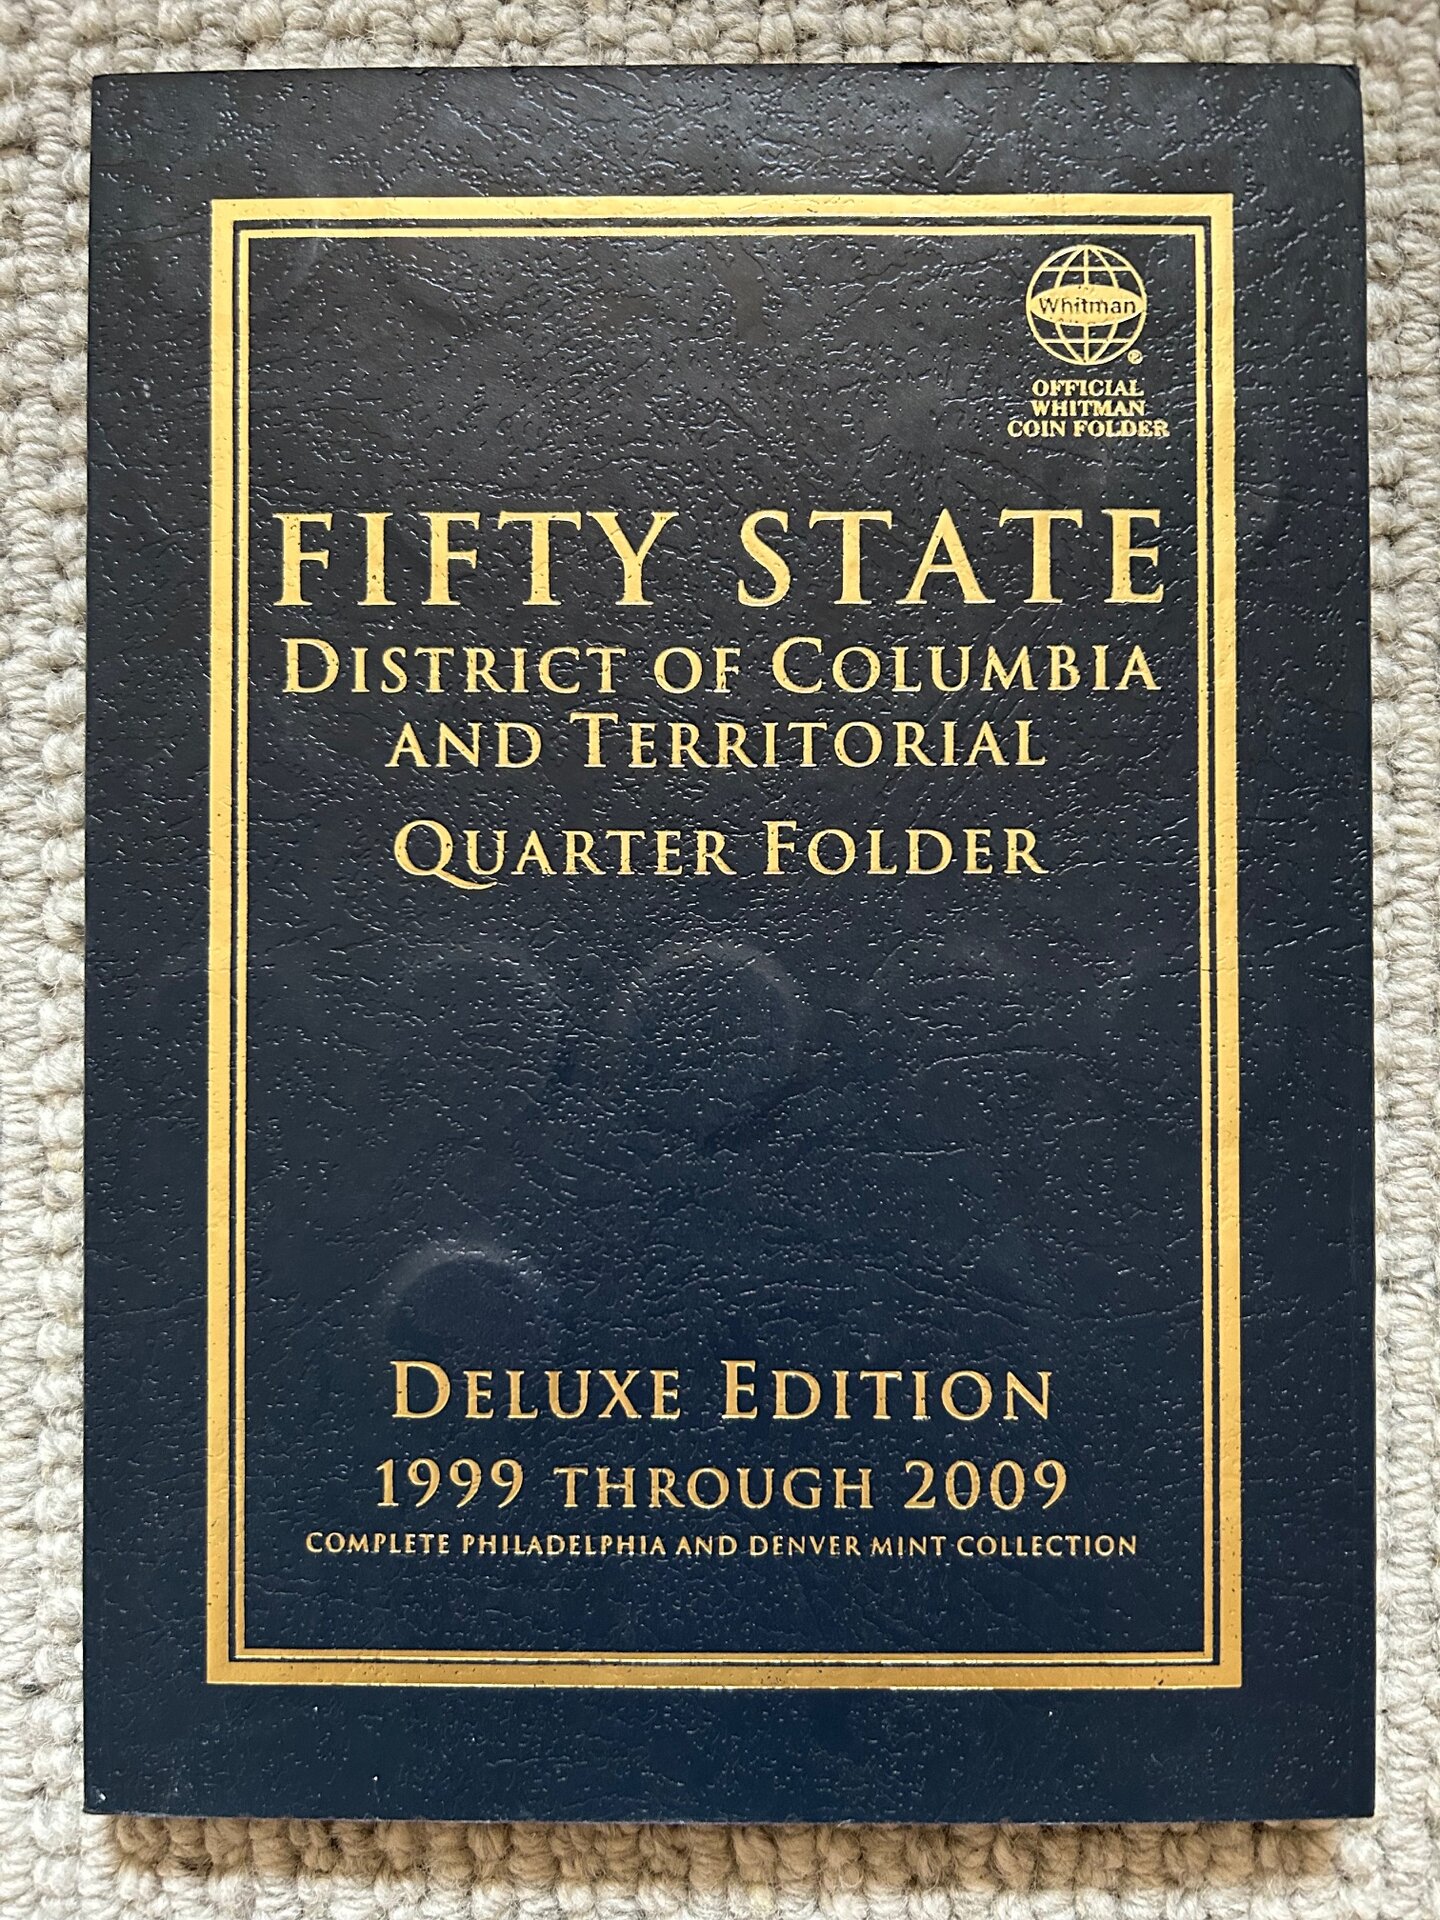 Whitman
®
OFFICIAL
WHITMAN
COIN FOLDER
FIFTY STATE
DISTRICT OF COLUMBIA
AND TERRITORIAL
QUARTER FOLDER
DELUXE EDITION
1999 THROUGH 2009
COMPLETE PHILADELPHIA AND DENVER MINT COLLECTION